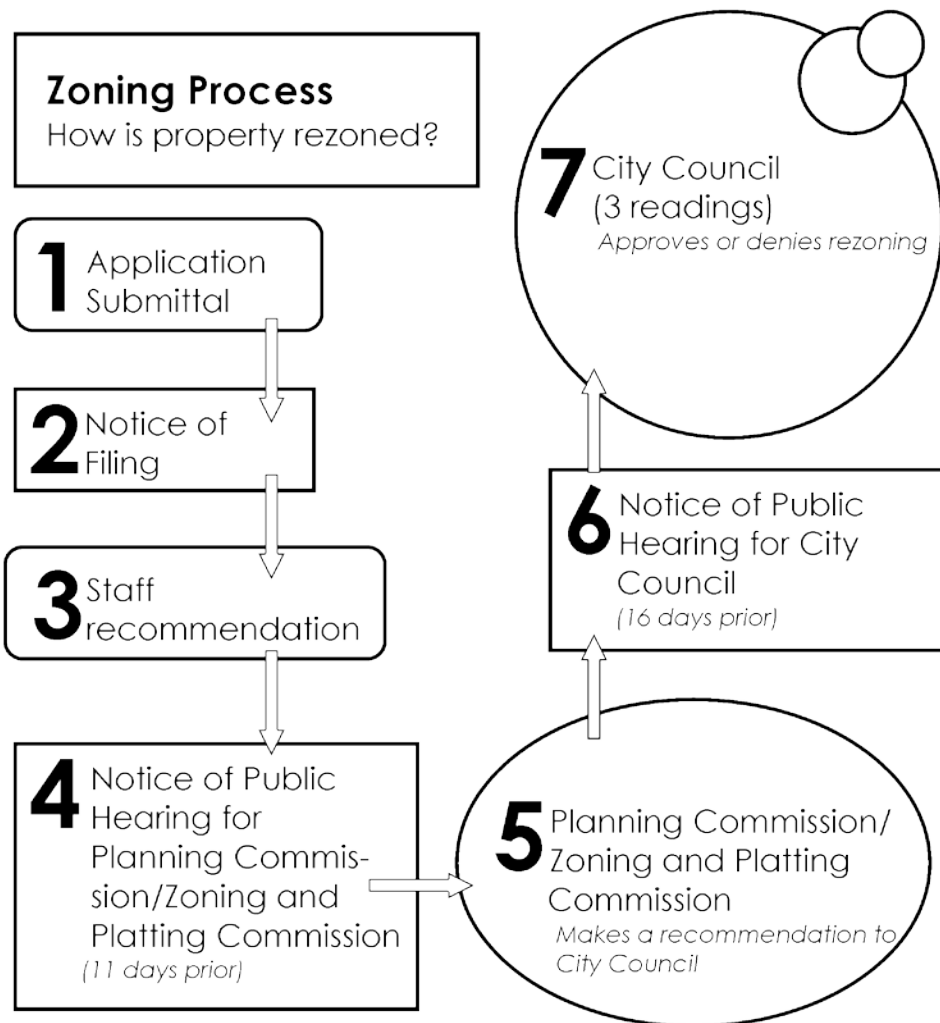 Zoning Process
How is property rezoned?
1 Application
Submittal
2 Notice of
Filing
3 Staff
recommendation
4 Notice of Public
Hearing for
Planning Commis-
sion/Zoning and
Platting Commission
(11 days prior)
5 Planning Commission/
Zoning and Platting
Commission
Makes a recommendation to
City Council
6 Notice of Public
Hearing for City
Council
(16 days prior)
7 City Council
(3 readings)
Approves or denies rezoning